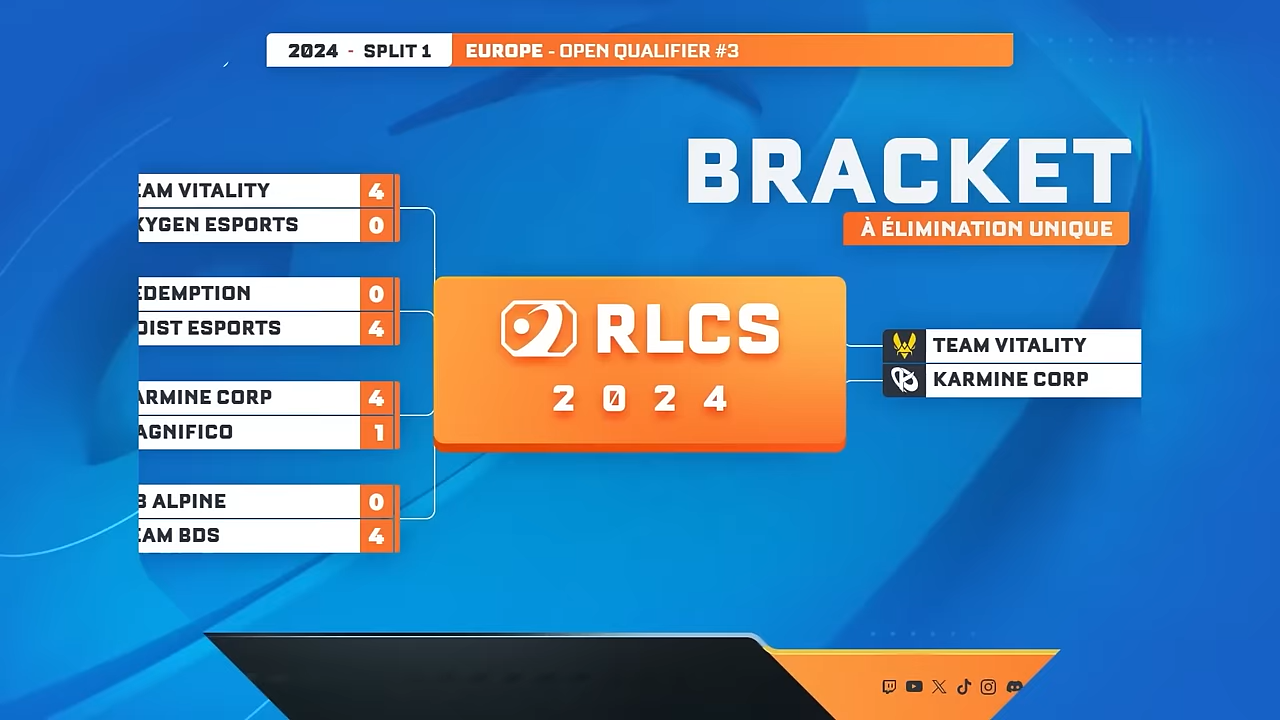 2024 - SPLIT 1 EUROPE - OPEN QUALIFIER #3
BRACKET
À ÉLIMINATION UNIQUE
EAM VITALITY 4
XYGEN ESPORTS 0
EDEMPTION 0
OIST ESPORTS 4
ARMINE CORP 4
AGNIFICO 1
B ALPINE 0
EAM BDS 4
RLCS
2024
TEAM VITALITY
KARMINE CORP